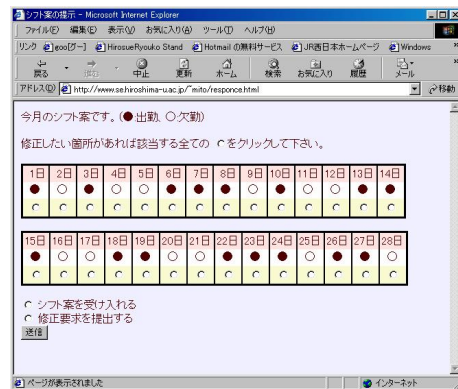 シフト案の提示 - Microsoft Internet Explorer
ファイル(F) 編集(E) 表示(V) お気に入り(A) ツール(T) ヘルプ(H)
リンク goo[グー] HirosueRyouko Stand Hotmail の無料サービス JR西日本ホームページ Windows
戻る 中止 更新 ホーム 検索 お気に入り 履歴 メール
アドレス(D) http://www.se.hiroshima-u.ac.jp/~mito/responce.html 移動
今月のシフト案です。(●:出勤、○:欠勤)
修正したい箇所があれば該当する全ての をクリックして下さい。
1日 2日 3日 4日 5日 6日 7日 8日 9日 10日 11日 12日 13日 14日
● ○ ● ○ ○ ● ● ● ○ ● ○ ○ ● ●
15日 16日 17日 18日 19日 20日 21日 22日 23日 24日 25日 26日 27日 28日
● ○ ○ ● ● ○ ○ ● ● ● ○ ● ● ○
シフト案を受け入れる
修正要求を提出する
送信
ページが表示されました インターネット